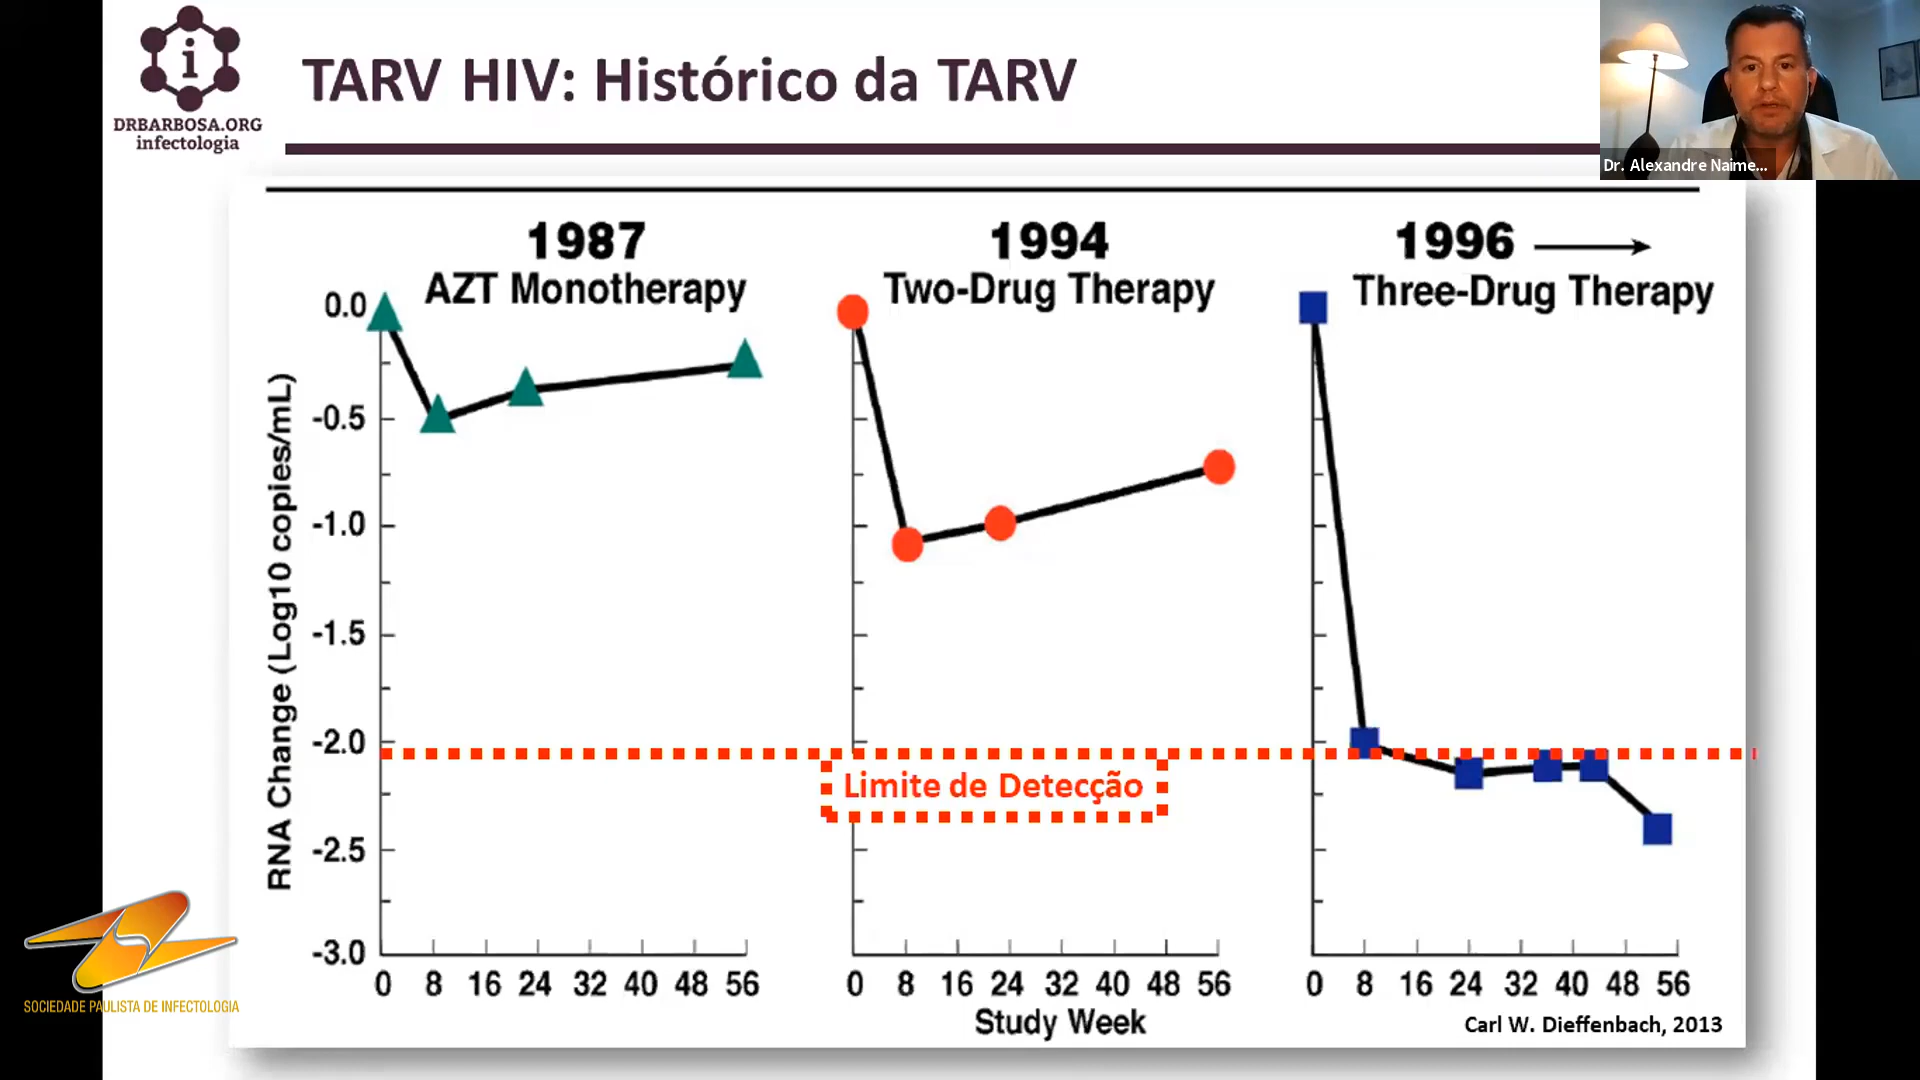 i
DRBARBOSA.ORG
infectologia
TARV HIV: Histórico da TARV
Dr. Alexandre Naime...
1987
AZT Monotherapy
1994
Two-Drug Therapy
1996
Three-Drug Therapy
RNA Change (Log10 copies/mL)
0.0
-0.5
-1.0
-1.5
-2.0
-2.5
-3.0
Limite de Detecção
0 8 16 24 32 40 48 56
0 8 16 24 32 40 48 56
0 8 16 24 32 40 48 56
Study Week
Carl W. Dieffenbach, 2013
SOCIEDADE PAULISTA DE INFECTOLOGIA